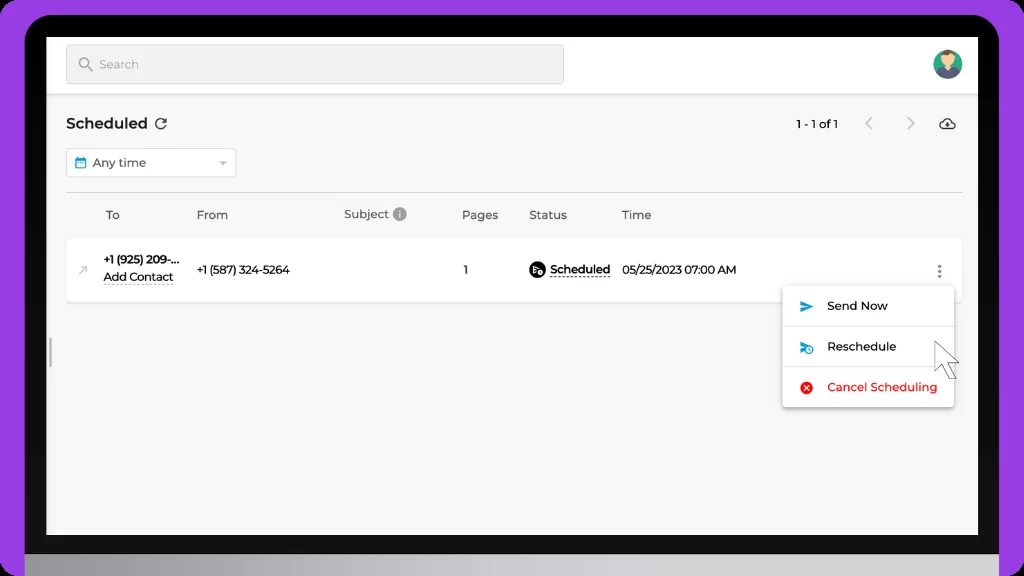 Search
Scheduled
1 - 1 of 1
Any time
To From Subject Pages Status Time
+1 (925) 209-...
Add Contact
+1 (587) 324-5264 1 Scheduled 05/25/2023 07:00 AM
Send Now
Reschedule
Cancel Scheduling